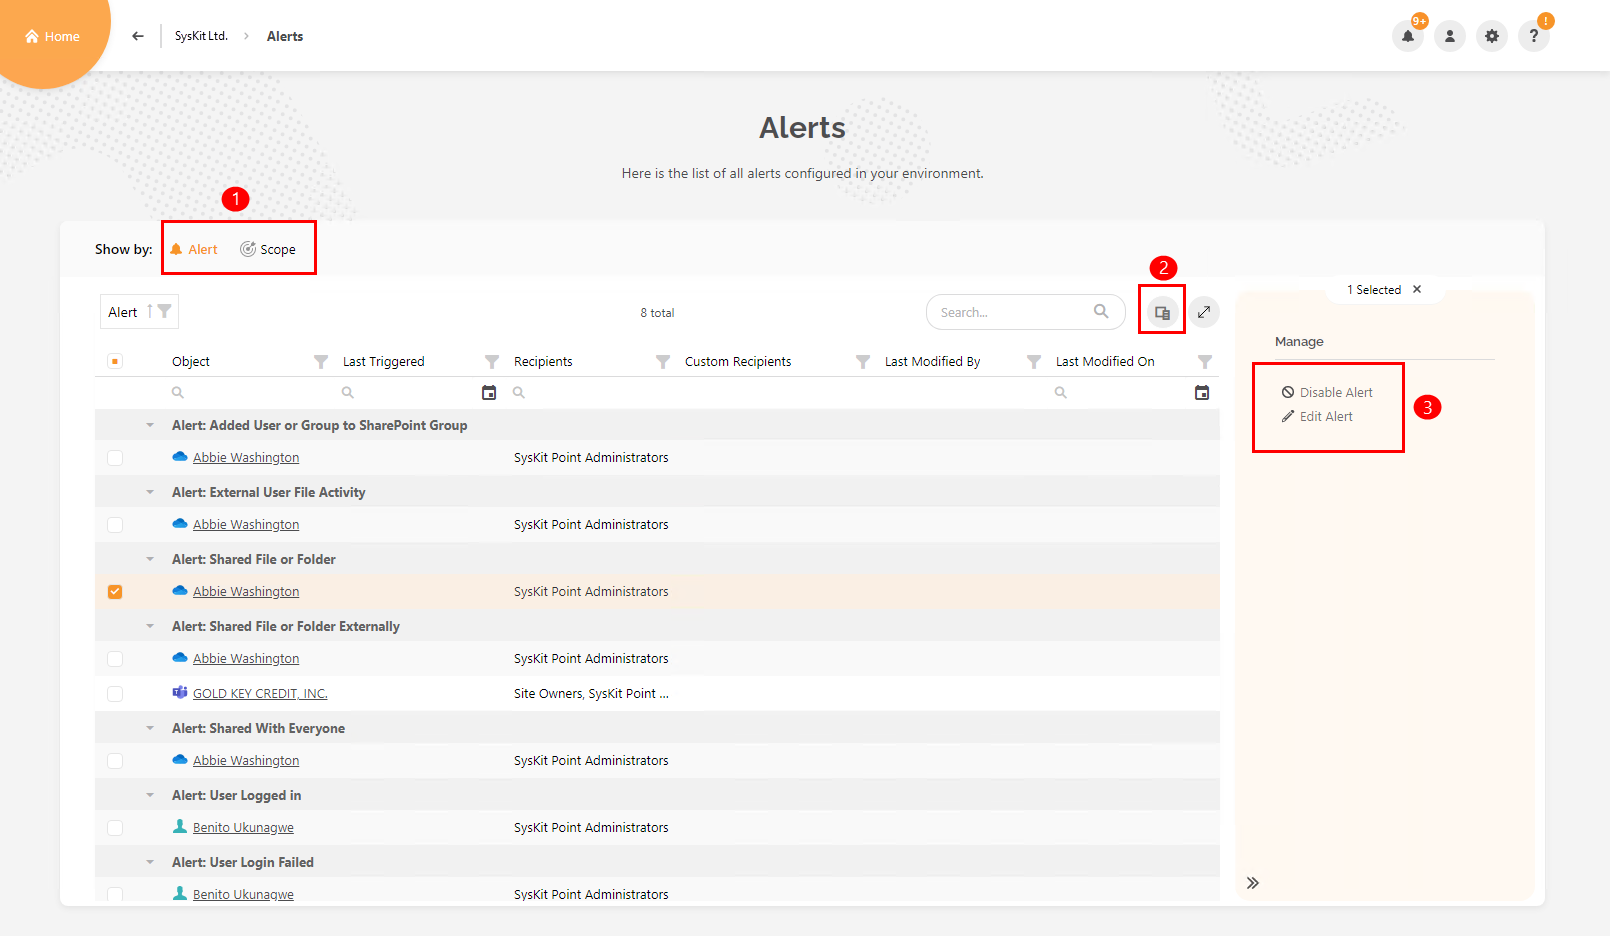 Home
SysKit Ltd. > Alerts
9+
!
?
Alerts
Here is the list of all alerts configured in your environment.
1
Show by: Alert Scope
2
1 Selected ×
Alert
8 total
Search...
Manage
Object Last Triggered Recipients Custom Recipients Last Modified By Last Modified On
Disable Alert
Edit Alert
3
Alert: Added User or Group to SharePoint Group
Abbie Washington SysKit Point Administrators
Alert: External User File Activity
Abbie Washington SysKit Point Administrators
Alert: Shared File or Folder
Abbie Washington SysKit Point Administrators
Alert: Shared File or Folder Externally
Abbie Washington SysKit Point Administrators
GOLD KEY CREDIT, INC. Site Owners, SysKit Point ...
Alert: Shared With Everyone
Abbie Washington SysKit Point Administrators
Alert: User Logged in
Benito Ukunagwe SysKit Point Administrators
Alert: User Login Failed
Benito Ukunagwe SysKit Point Administrators